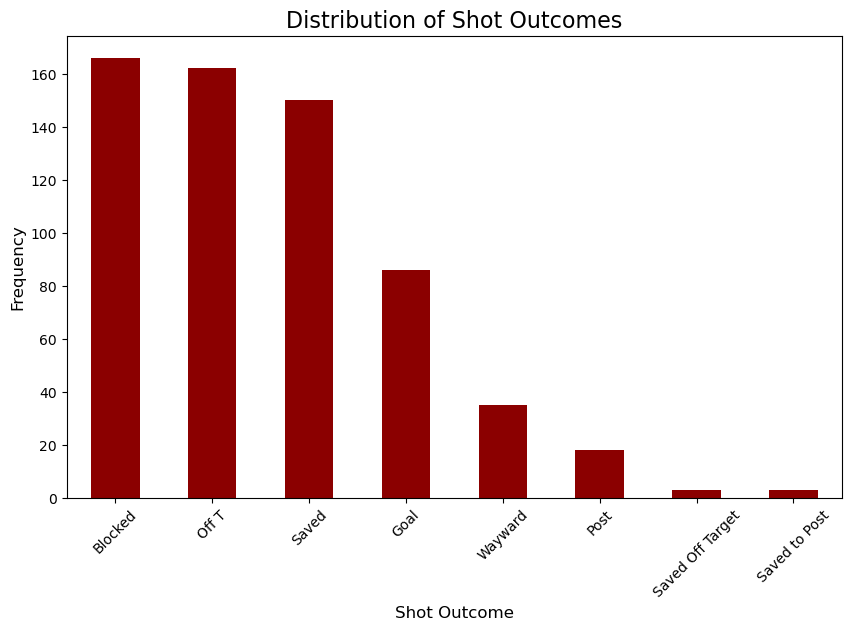 Distribution of Shot Outcomes
Frequency
160
140
120
100
80
60
40
20
0
Blocked
Off T
Saved
Goal
Wayward
Post
Saved Off Target
Saved to Post
Shot Outcome